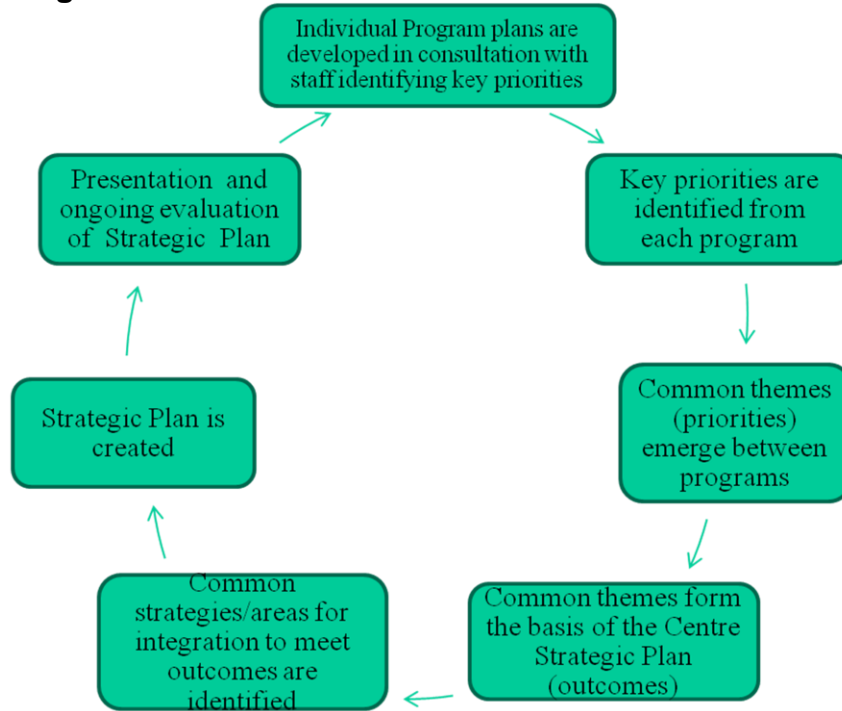 Individual Program plans are
developed in consultation with
staff identifying key priorities
Key priorities are
identified from
each program
Common themes
(priorities)
emerge between
programs
Common themes form
the basis of the Centre
Strategic Plan
(outcomes)
Common
strategies/areas for
integration to meet
outcomes are
identified
Strategic Plan is
created
Presentation and
ongoing evaluation
of Strategic Plan